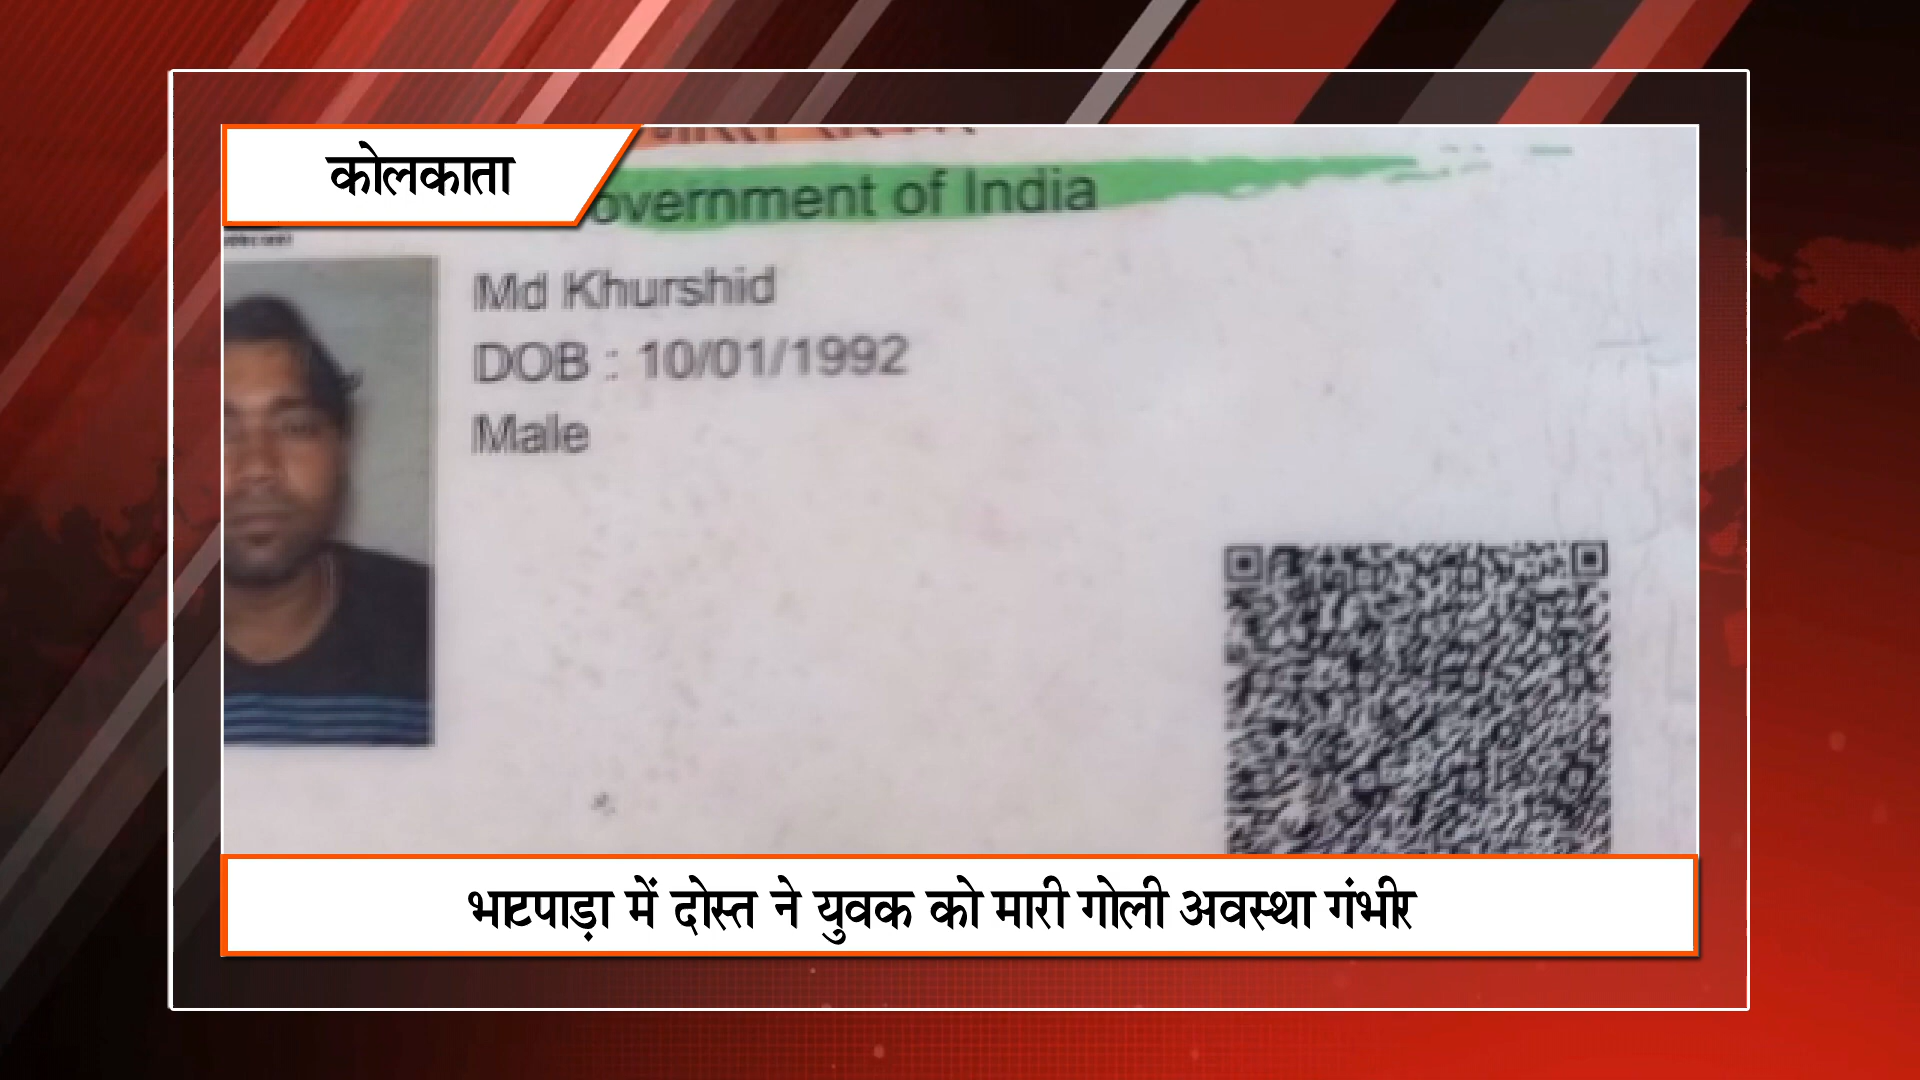 कोलकाता
overnment of India
Md Khurshid
DOB : 10/01/1992
Male
भाटपाड़ा में दोस्त ने युवक को मारी गोली अवस्था गंभीर